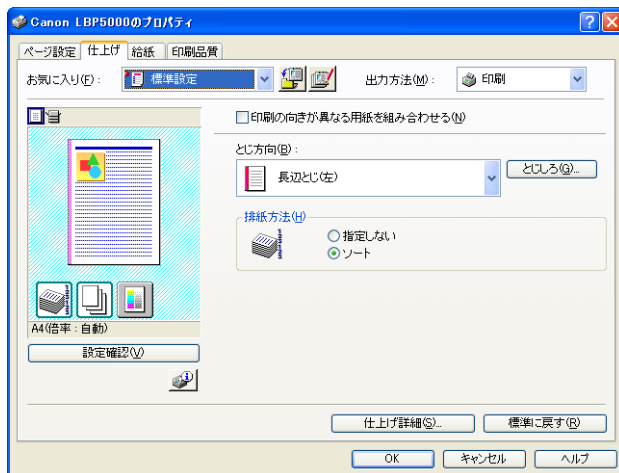 Canon LBP5000のプロパティ
ページ設定 仕上げ 給紙 印刷品質
お気に入り(F): 標準設定 出力方法(M): 印刷
印刷の向きが異なる用紙を組み合わせる(N)
とじ方向(B):
長辺とじ(左) とじしろ(G)...
排紙方法(H)
指定しない
ソート
A4(倍率:自動)
設定確認(V)
仕上げ詳細(S)... 標準に戻す(R)
OK キャンセル ヘルプ